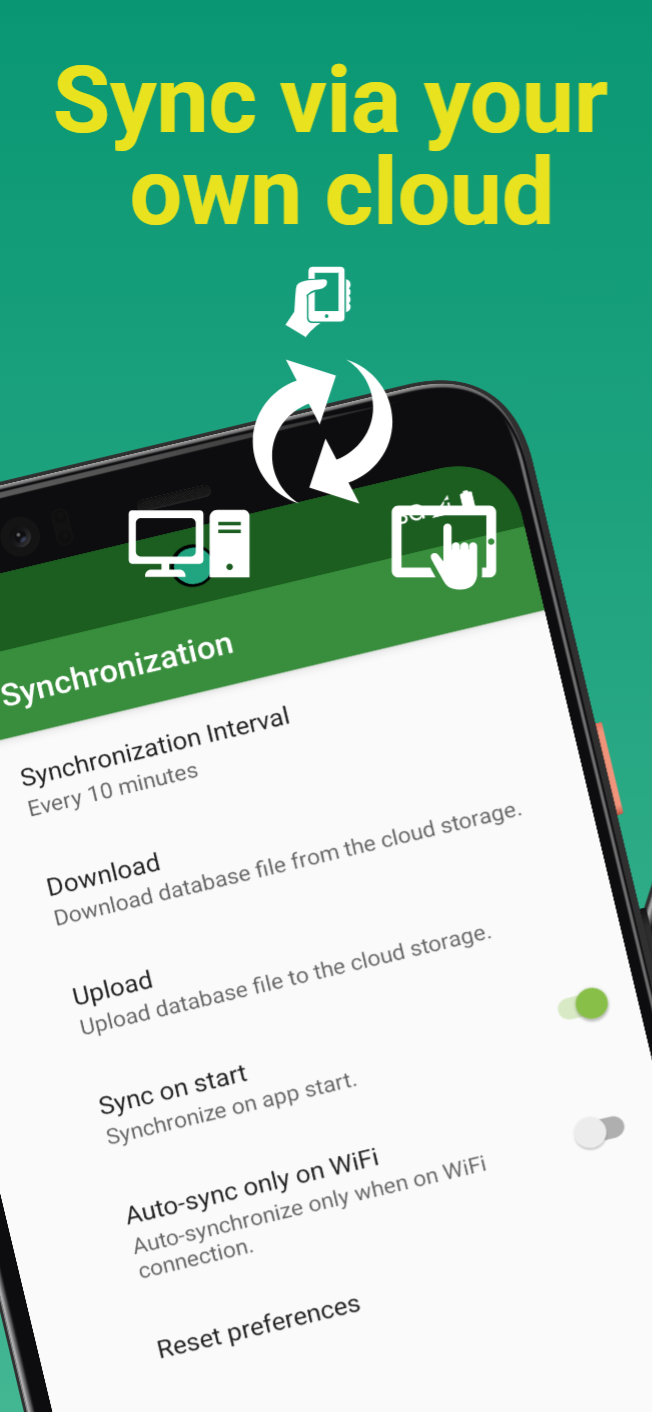 Sync via your
own cloud
Synchronization
Synchronization Interval
Every 10 minutes
Download
Download database file from the cloud storage.
Upload
Upload database file to the cloud storage.
Sync on start
Synchronize on app start.
Auto-sync only on WiFi
Auto-synchronize only when on WiFi
connection.
Reset preferences